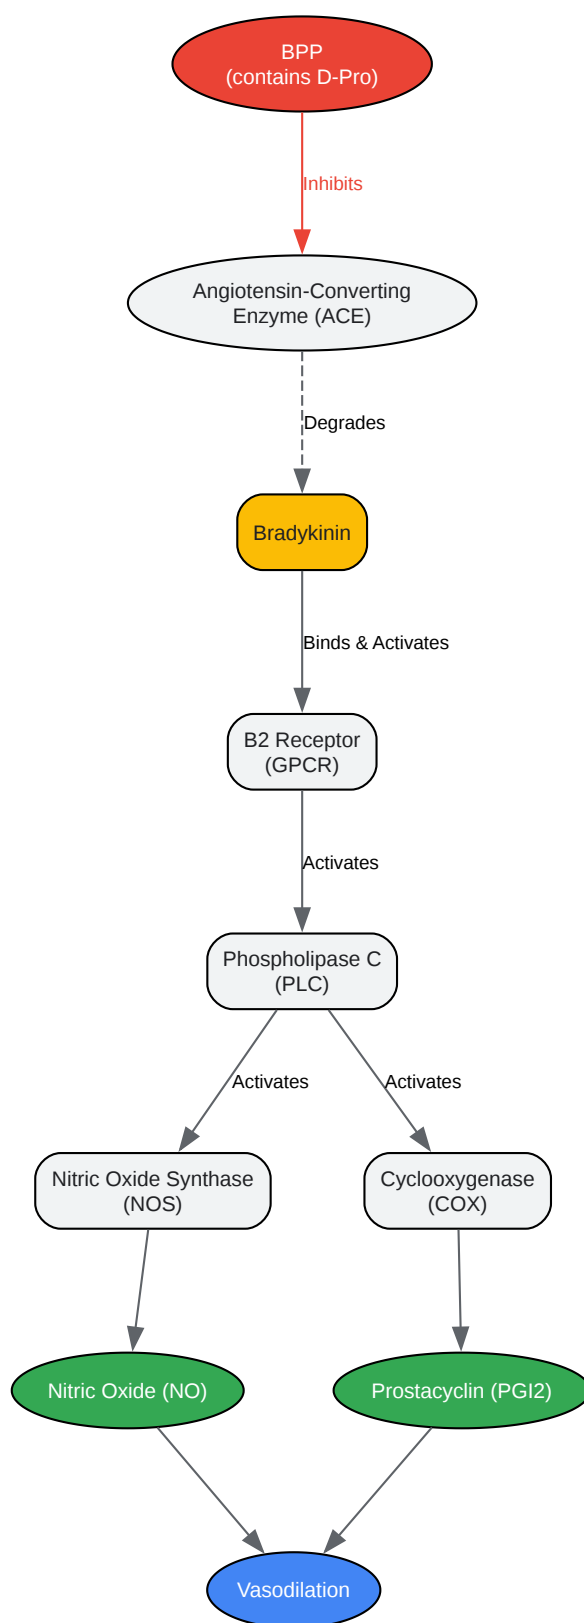 BPP
(contains D-Pro)
Inhibits
Angiotensin-Converting
Enzyme (ACE)
Degrades
Bradykinin
Binds & Activates
B2 Receptor
(GPCR)
Activates
Phospholipase C
(PLC)
Activates
Activates
Nitric Oxide Synthase
(NOS)
Cyclooxygenase
(COX)
Nitric Oxide (NO)
Prostacyclin (PGI2)
Vasodilation